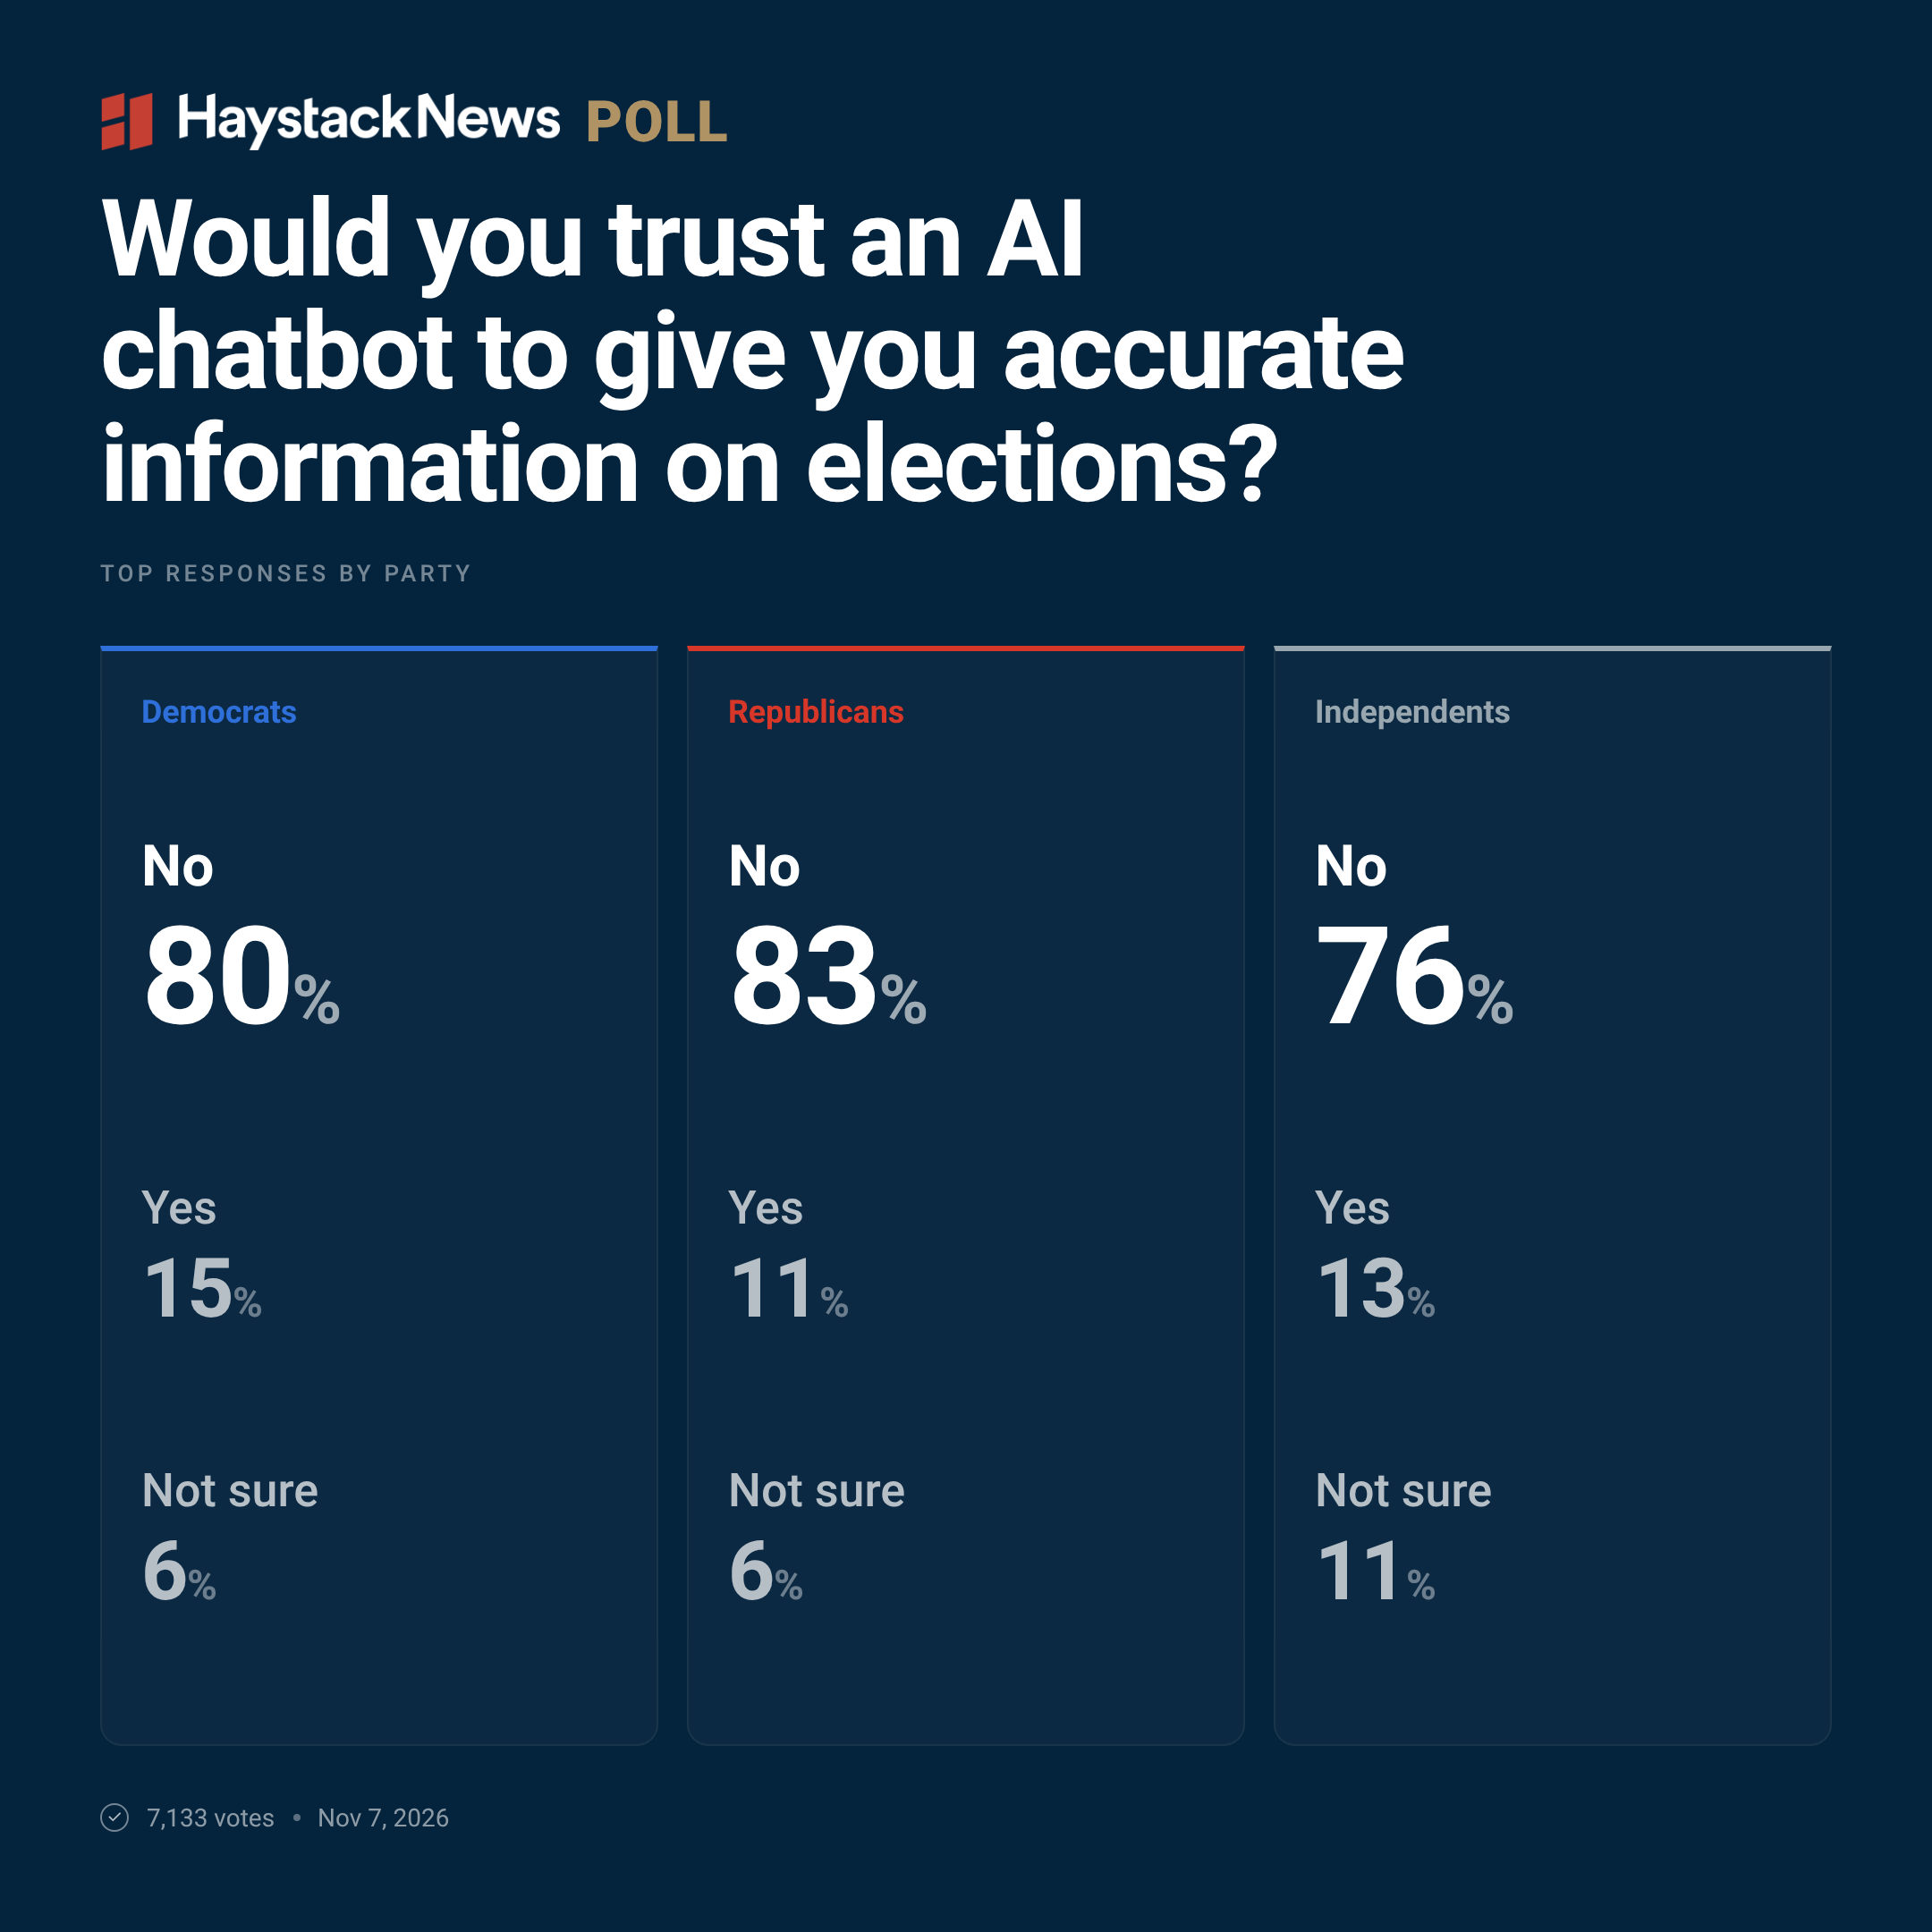 HaystackNews POLL
Would you trust an AI
chatbot to give you accurate
information on elections?
TOP RESPONSES BY PARTY
Democrats
No
80%
Yes
15%
Not sure
6%
Republicans
No
83%
Yes
11%
Not sure
6%
Independents
No
76%
Yes
13%
Not sure
11%
7,133 votes • Nov 7, 2026